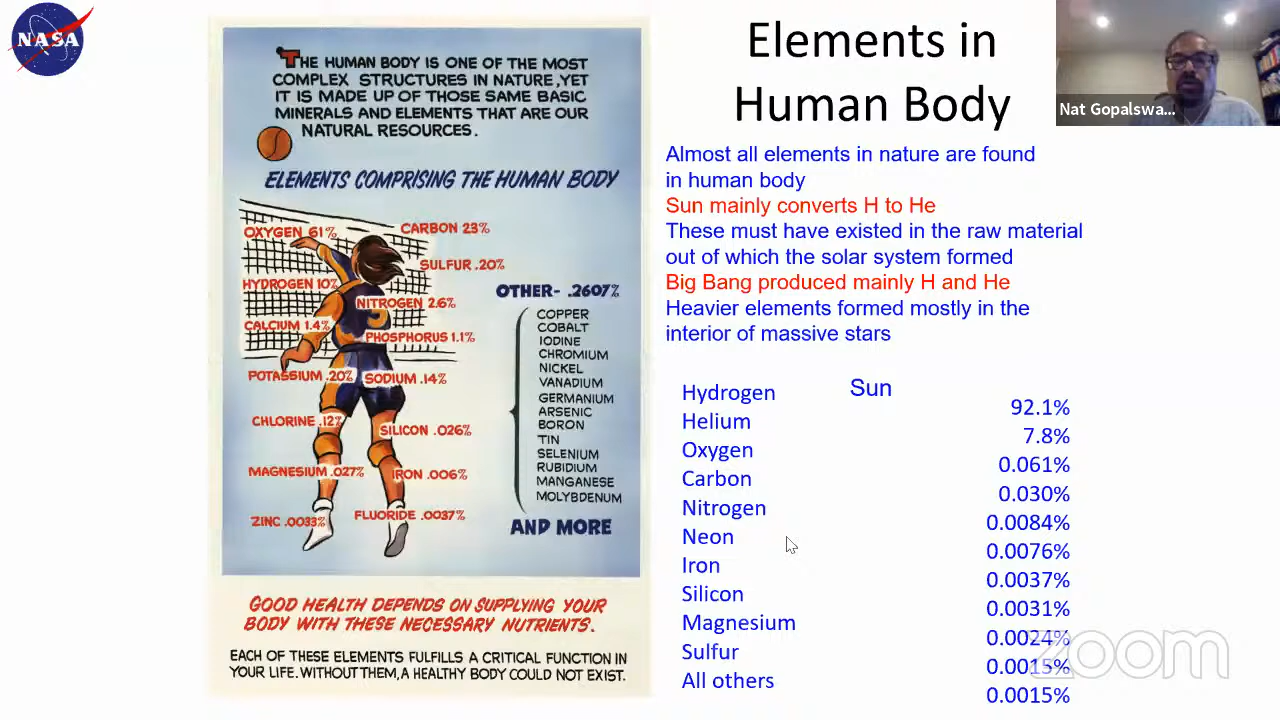 NASA
THE HUMAN BODY IS ONE OF THE MOST
COMPLEX STRUCTURES IN NATURE, YET
IT IS MADE UP OF THOSE SAME BASIC
MINERALS AND ELEMENTS THAT ARE OUR
NATURAL RESOURCES.
ELEMENTS COMPRISING THE HUMAN BODY
OXYGEN 61%
CARBON 23%
SULFUR .20%
HYDROGEN 10%
NITROGEN 2.6%
CALCIUM 1.4%
PHOSPHORUS 1.1%
POTASSIUM .20%
SODIUM .14%
CHLORINE .12%
SILICON .026%
MAGNESIUM .027%
IRON .006%
ZINC .0033%
FLUORIDE .0037%
OTHER- .2607%
COPPER
COBALT
IODINE
CHROMIUM
NICKEL
VANADIUM
GERMANIUM
ARSENIC
BORON
TIN
SELENIUM
RUBIDIUM
MANGANESE
MOLYBDENUM
AND MORE
GOOD HEALTH DEPENDS ON SUPPLYING YOUR
BODY WITH THESE NECESSARY NUTRIENTS.
EACH OF THESE ELEMENTS FULFILLS A CRITICAL FUNCTION IN
YOUR LIFE. WITHOUT THEM, A HEALTHY BODY COULD NOT EXIST.
Elements in
Human Body
Nat Gopalswa...
Almost all elements in nature are found
in human body
Sun mainly converts H to He
These must have existed in the raw material
out of which the solar system formed
Big Bang produced mainly H and He
Heavier elements formed mostly in the
interior of massive stars
Sun
Hydrogen 92.1%
Helium 7.8%
Oxygen 0.061%
Carbon 0.030%
Nitrogen 0.0084%
Neon 0.0076%
Iron 0.0037%
Silicon 0.0031%
Magnesium 0.0024%
Sulfur 0.0015%
All others 0.0015%
zoom